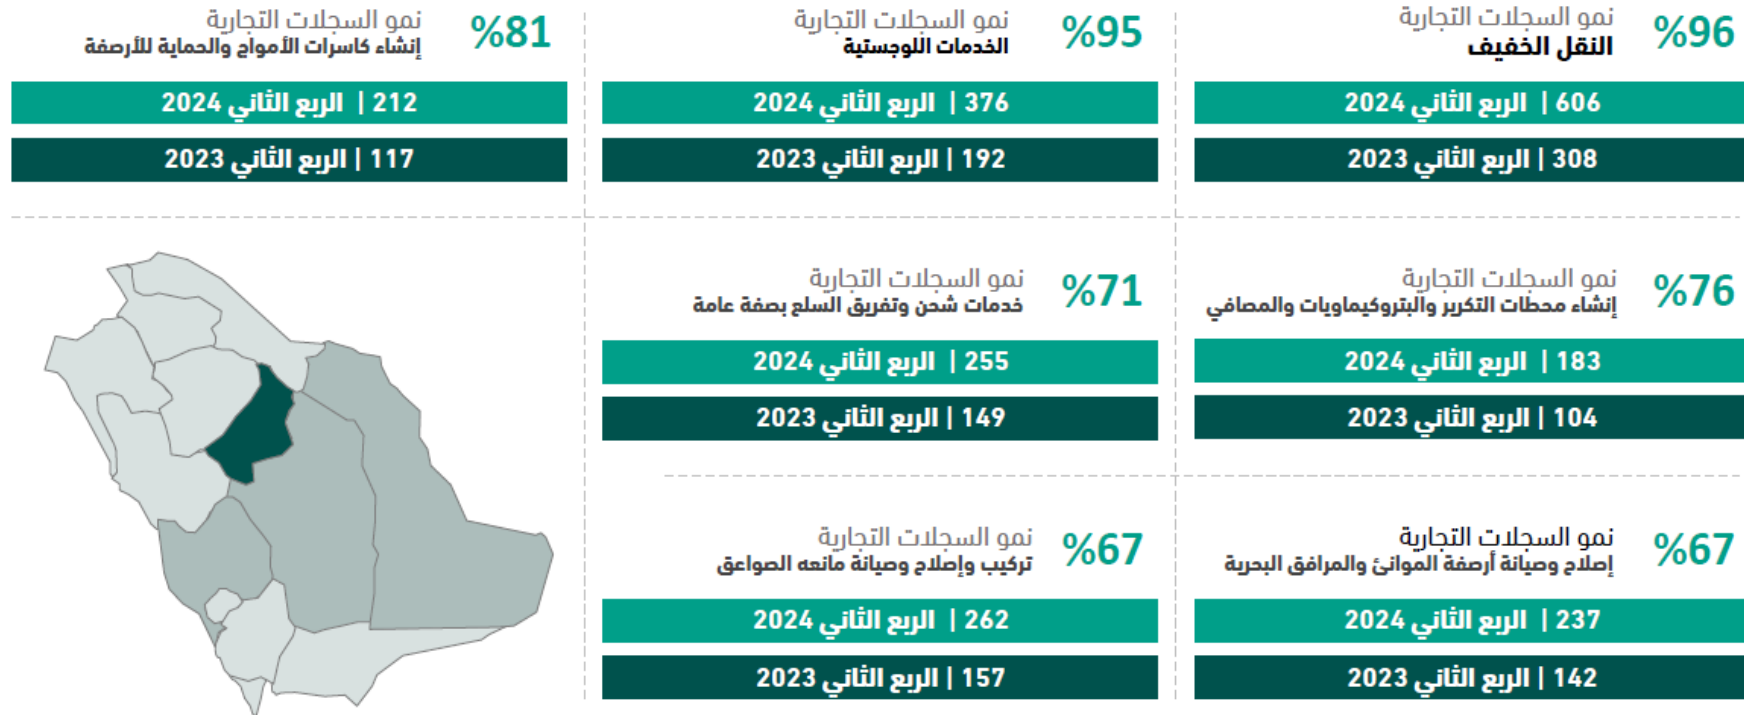 %96
نمو السجلات التجارية
النقل الخفيف
606 | الربع الثاني 2024
308 | الربع الثاني 2023
%95
نمو السجلات التجارية
الخدمات اللوجستية
376 | الربع الثاني 2024
192 | الربع الثاني 2023
%81
نمو السجلات التجارية
إنشاء كاسرات الأمواج والحماية للأرصفة
212 | الربع الثاني 2024
117 | الربع الثاني 2023
%76
نمو السجلات التجارية
إنشاء محطات التكرير والبتروكيماويات والمصافي
183 | الربع الثاني 2024
104 | الربع الثاني 2023
%71
نمو السجلات التجارية
خدمات شحن وتفريق السلع بصفة عامة
255 | الربع الثاني 2024
149 | الربع الثاني 2023
%67
نمو السجلات التجارية
إصلاح وصيانة أرصفة الموانئ والمرافق البحرية
237 | الربع الثاني 2024
142 | الربع الثاني 2023
%67
نمو السجلات التجارية
تركيب وإصلاح وصيانة مانعه الصواعق
262 | الربع الثاني 2024
157 | الربع الثاني 2023